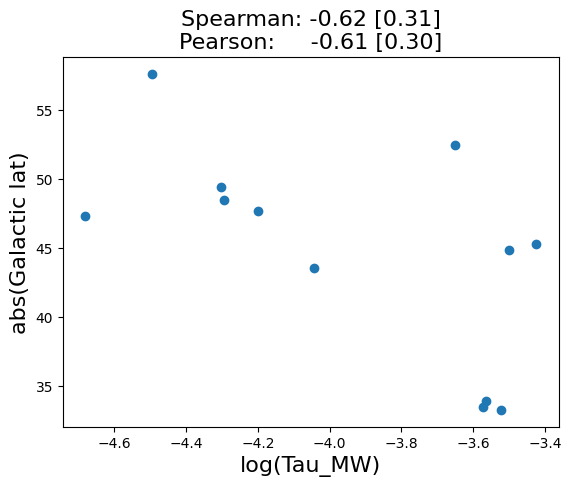 Spearman: -0.62 [0.31]
Pearson: -0.61 [0.30]
abs(Galactic lat)
55
50
45
40
35
−4.6 −4.4 −4.2 −4.0 −3.8 −3.6 −3.4
log(Tau_MW)